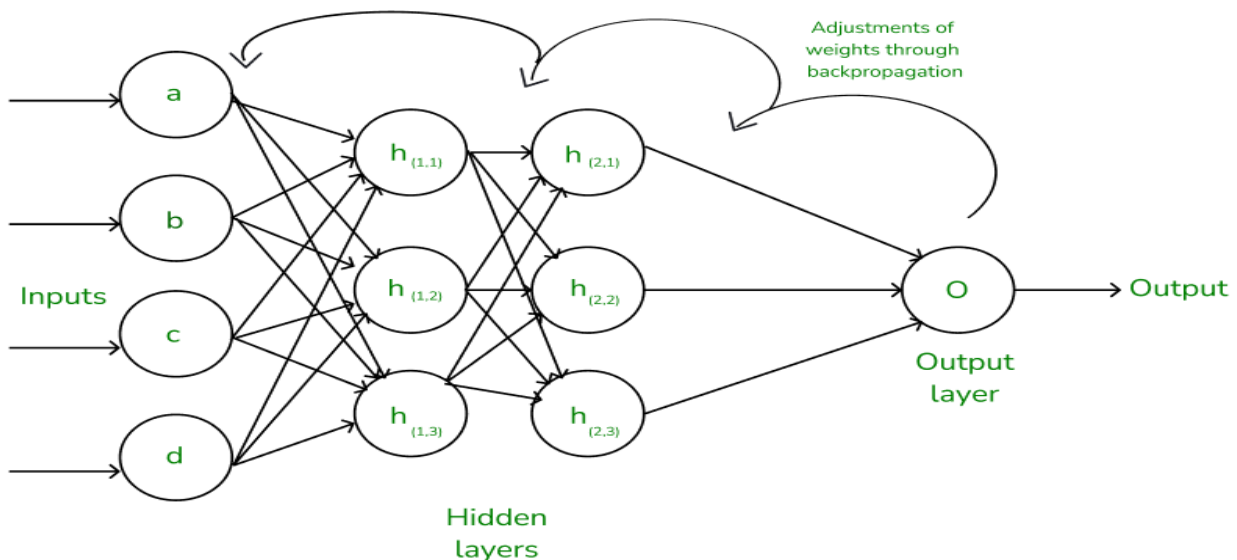 Adjustments of
weights through
backpropagation
a
h (1,1)
h (2,1)
b
Inputs
h (1,2)
h (2,2)
O
Output
c
Output
layer
h (1,3)
h (2,3)
d
Hidden
layers